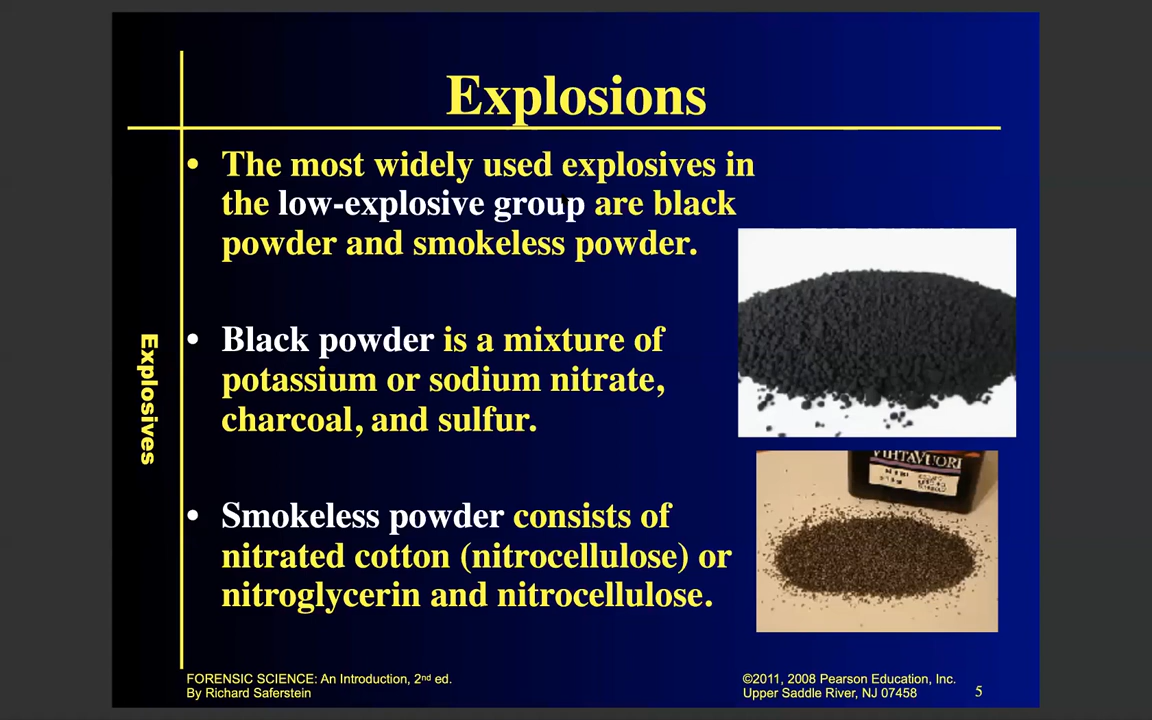 Explosions
• The most widely used explosives in
the low-explosive group are black
powder and smokeless powder.
• Black powder is a mixture of
potassium or sodium nitrate,
charcoal, and sulfur.
• Smokeless powder consists of
nitrated cotton (nitrocellulose) or
nitroglycerin and nitrocellulose.
Explosives
VIHTAVUORI
FORENSIC SCIENCE: An Introduction, 2nd ed.
By Richard Saferstein
©2011, 2008 Pearson Education, Inc.
Upper Saddle River, NJ 07458
5